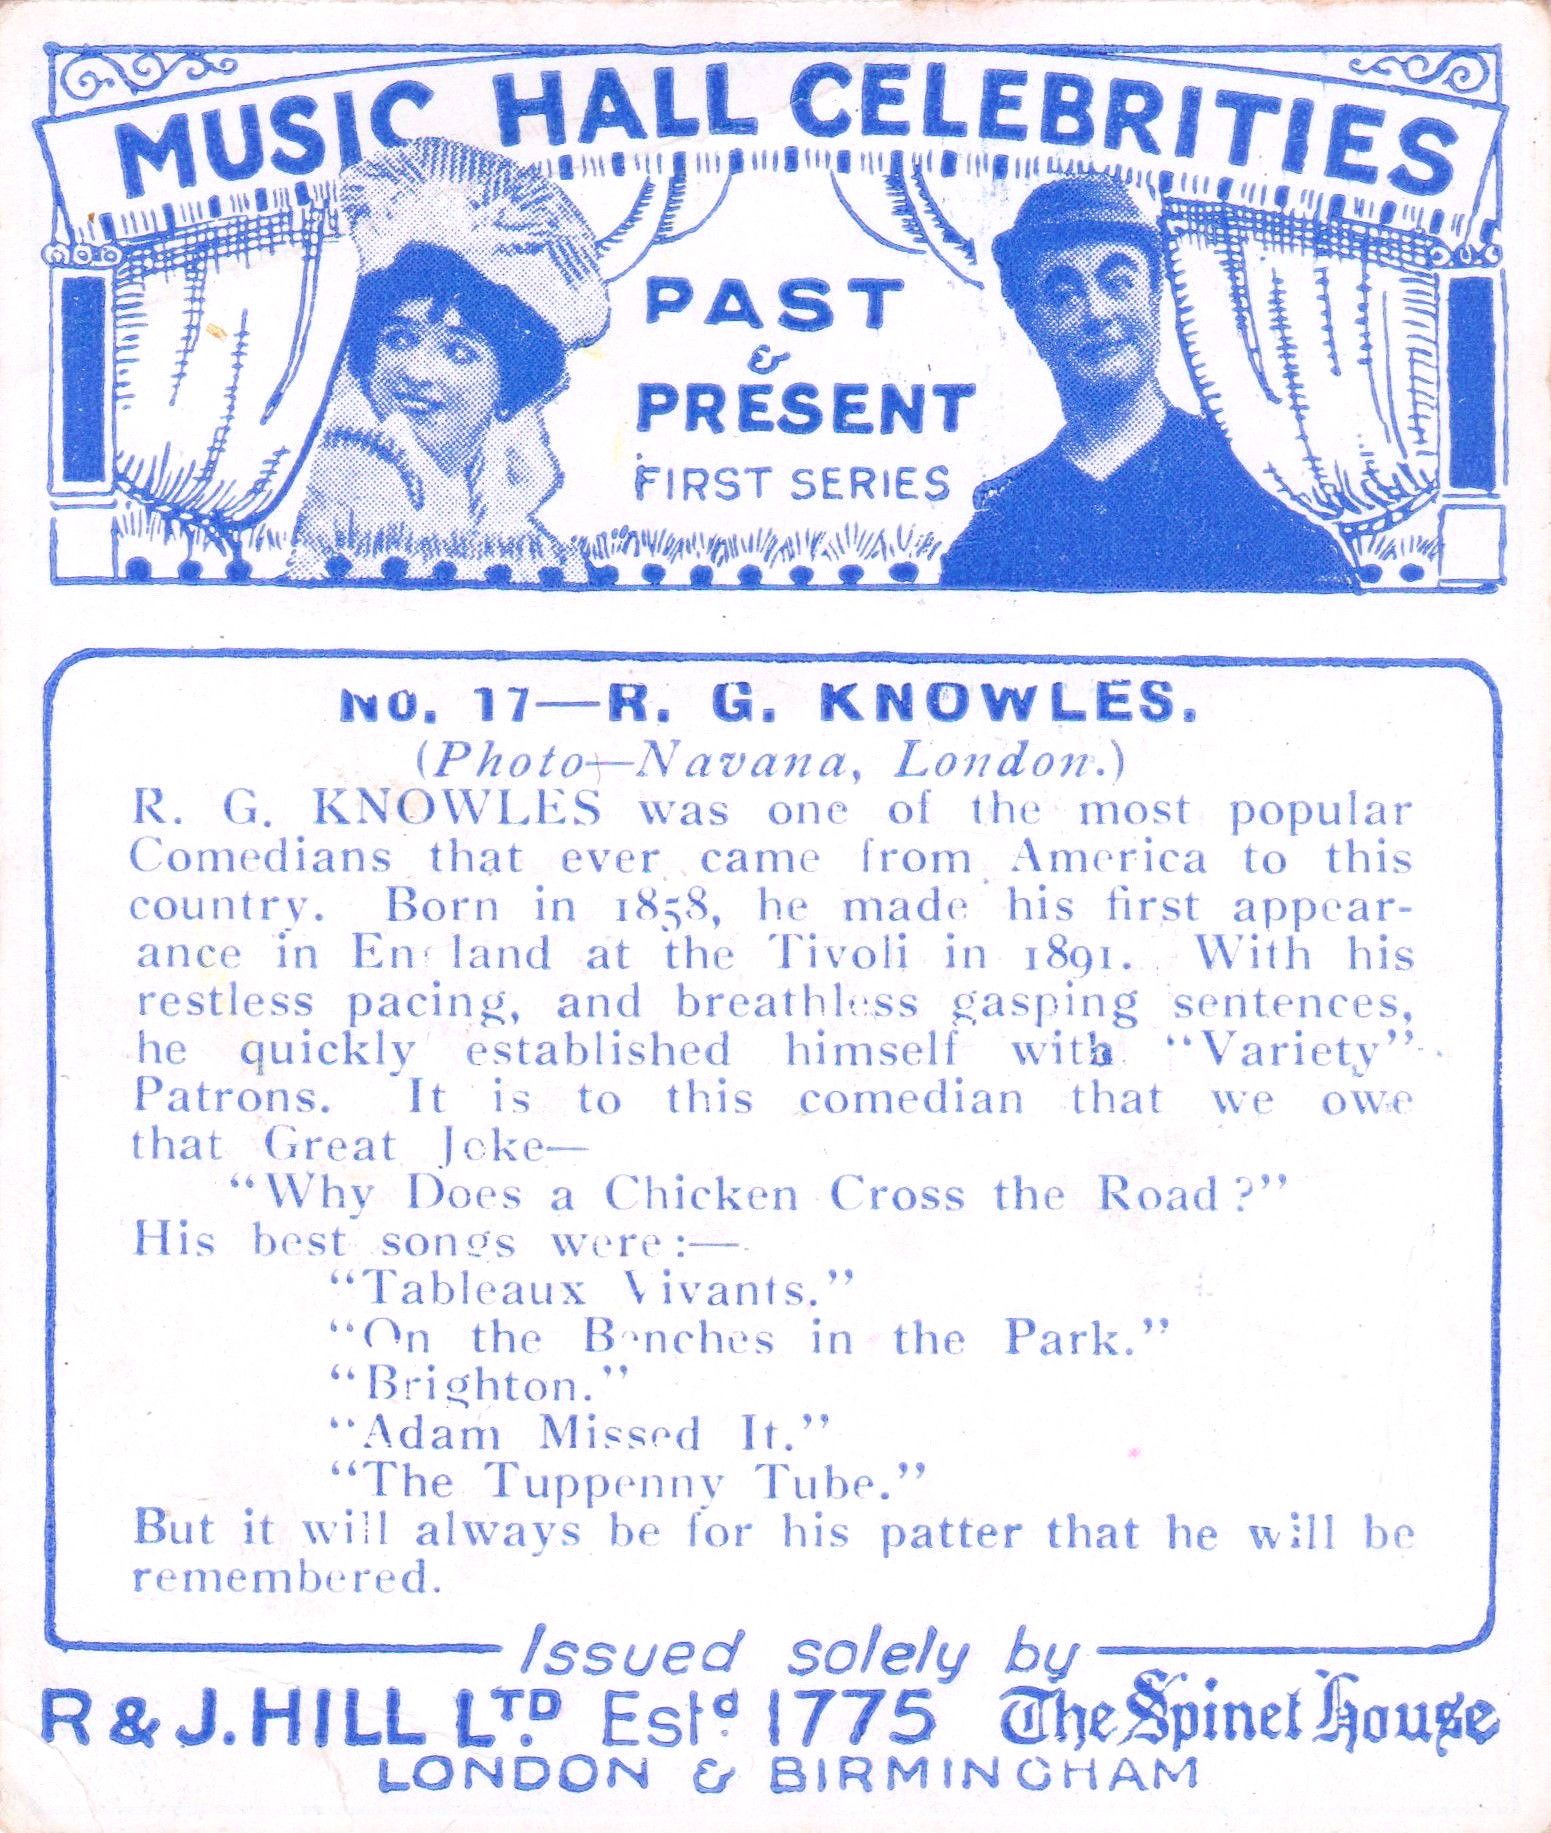 MUSIC HALL CELEBRITIES
PAST
&
PRESENT
FIRST SERIES
NO. 17—R. G. KNOWLES.
(Photo—Navana, London.)
R. G. KNOWLES was one of the most popular
Comedians that ever came from America to this
country. Born in 1858, he made his first appear-
ance in England at the Tivoli in 1891. With his
restless pacing, and breathless gasping sentences,
he quickly established himself with “Variety”
Patrons. It is to this comedian that we owe
that Great Joke—
“Why Does a Chicken Cross the Road?”
His best songs were:—
“Tableaux Vivants.”
“On the Benches in the Park.”
“Brighton.”
“Adam Missed It.”
“The Tuppenny Tube.”
But it will always be for his patter that he will be
remembered.
Issued solely by
R & J. HILL LTD. Estd. 1775 The Spinet House
LONDON & BIRMINGHAM